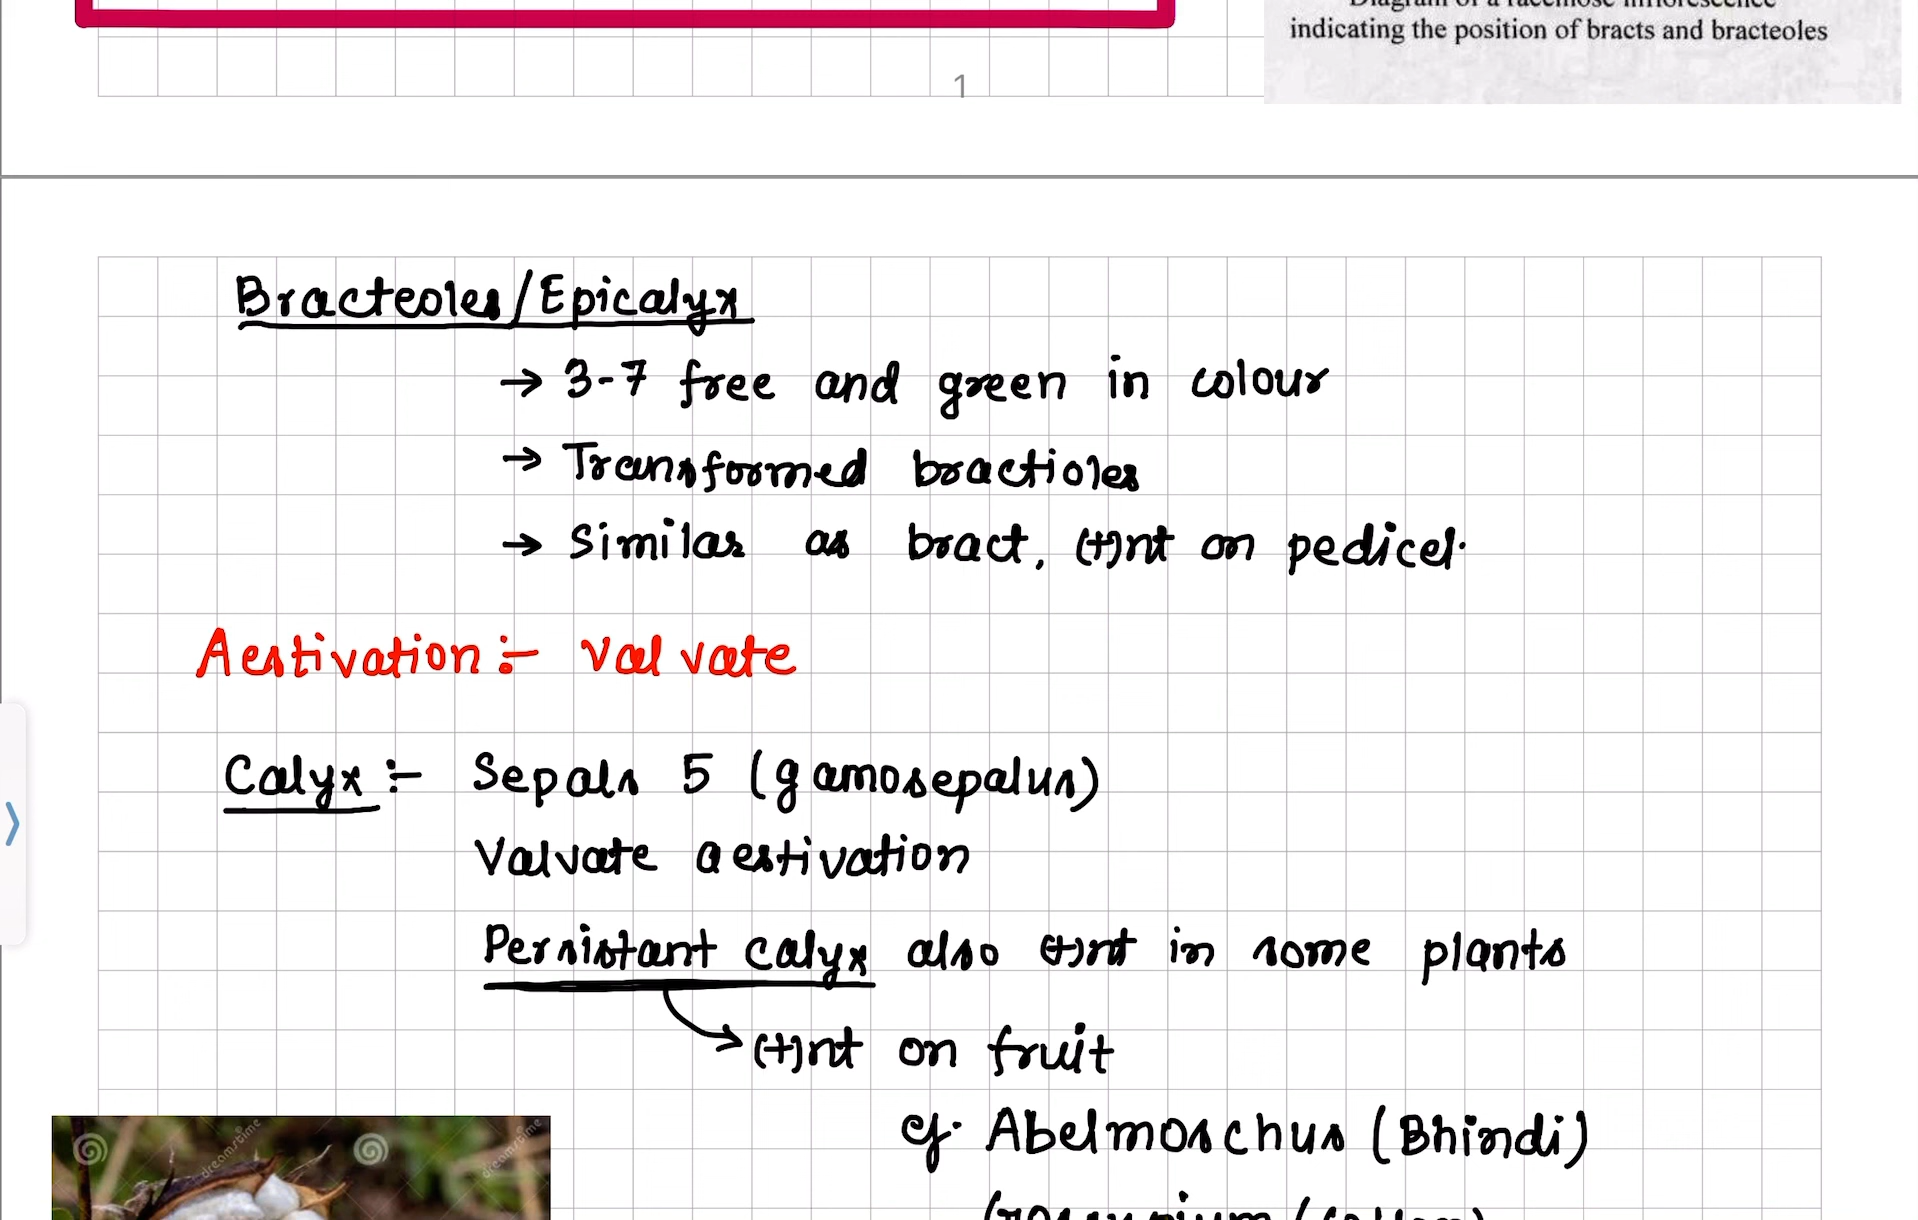 indicating the position of bracts and bracteoles
1
Bracteoles/Epicalyx
→ 3-7 free and green in colour
→ Transformed bractioles
→ Similar as bract, (+)nt on pedicel.
Aestivation :- valvate
Calyx :- Sepals 5 (gamosepalus)
Valvate aestivation
Persistant calyx also (+)nt in some plants
→ (+)nt on fruit
eg. Abelmoschus (Bhindi)
dreamstime
dreamstime